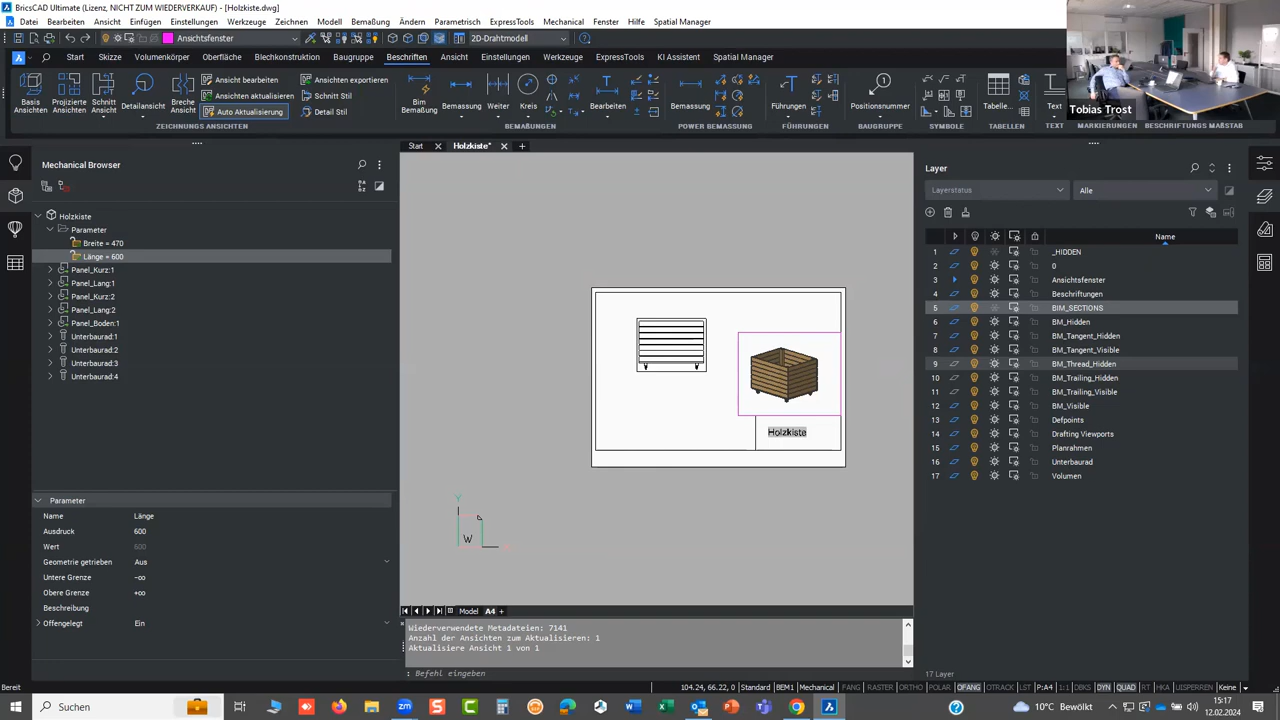 BricsCAD Ultimate (Lizenz, NICHT ZUM WIEDERVERKAUF) - [Holzkiste.dwg]
Datei Bearbeiten Ansicht Einfügen Einstellungen Werkzeuge Zeichnen Modell Bemaßung Ändern Parametrisch ExpressTools Mechanical Fenster Hilfe Spatial Manager
Ansichtsfenster 2D-Drahtmodell
Start Skizze Volumenkörper Oberfläche Blechkonstruktion Baugruppe Beschriften Ansicht Einstellungen Werkzeuge ExpressTools KI Assistent Spatial Manager
Basis Ansichten
Projizierte Ansichten
Schnitt Ansicht
Detailansicht
Breche Ansicht
Ansicht bearbeiten
Ansicht aktualisieren
Auto Aktualisierung
Ansichten exportieren
Schnitt Stil
Detail Stil
Bim Bemaßung
Bemassung Weiter Kreis Bearbeiten Bemassung Führungen Positionsnummer Tabelle... Text
ZEICHNUNGS ANSICHTEN BEMAßUNGEN POWER BEMASSUNG FÜHRUNGEN BAUGRUPPE SYMBOLE TABELLEN TEXT MARKIERUNGEN BESCHRIFTUNGS MAßSTAB
Tobias Trost
Mechanical Browser
Holzkiste
Parameter
Breite = 470
Länge = 600
Panel_Kurz:1
Panel_Lang:1
Panel_Kurz:2
Panel_Lang:2
Panel_Boden:1
Unterbaurad:1
Unterbaurad:2
Unterbaurad:3
Unterbaurad:4
Parameter
Name Länge
Ausdruck 600
Wert 600
Geometrie getrieben Aus
Untere Grenze -∞
Obere Grenze +∞
Beschreibung
Offengelegt Ein
Start Holzkiste*
Holzkiste
Y
W
Model A4
Wiederverwendete Metadateien: 7141
Anzahl der Ansichten zum Aktualisieren: 1
Aktualisiere Ansicht 1 von 1
: Befehl eingeben
Layer
Layerstatus Alle
Name
1 _HIDDEN
2 0
3 Ansichtsfenster
4 Beschriftungen
5 BIM_SECTIONS
6 BM_Hidden
7 BM_Tangent_Hidden
8 BM_Tangent_Visible
9 BM_Thread_Hidden
10 BM_Trailing_Hidden
11 BM_Trailing_Visible
12 BM_Visible
13 Defpoints
14 Drafting Viewports
15 Planrahmen
16 Unterbaurad
17 Volumen
17 Layer
Bereit 104.24, 66.22, 0 Standard BEM1 Mechanical FANG RASTER ORTHO POLAR OFANG OTRACK LST P:A4 1:1 DBKS DYN QUAD RT HKA UISPERREN Keine
Suchen 10°C Bewölkt 15:17
12.02.2024